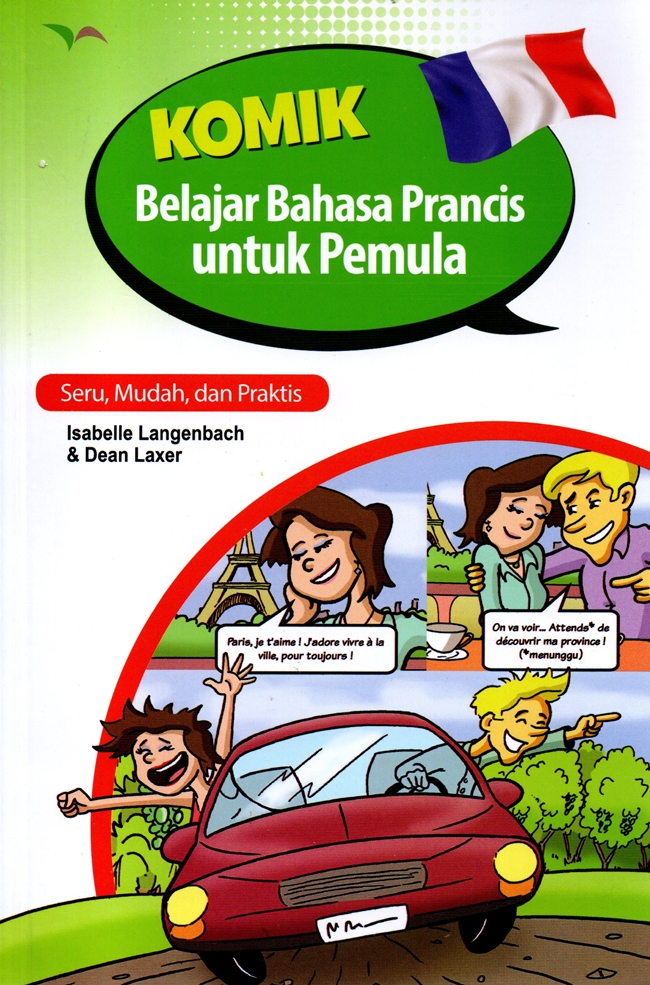 KOMIK
Belajar Bahasa Prancis
untuk Pemula
Seru, Mudah, dan Praktis
Isabelle Langenbach
& Dean Laxer
Paris, je t'aime ! J'adore vivre à la
ville, pour toujours !
On va voir... Attends* de
découvrir ma province !
(*menunggu)